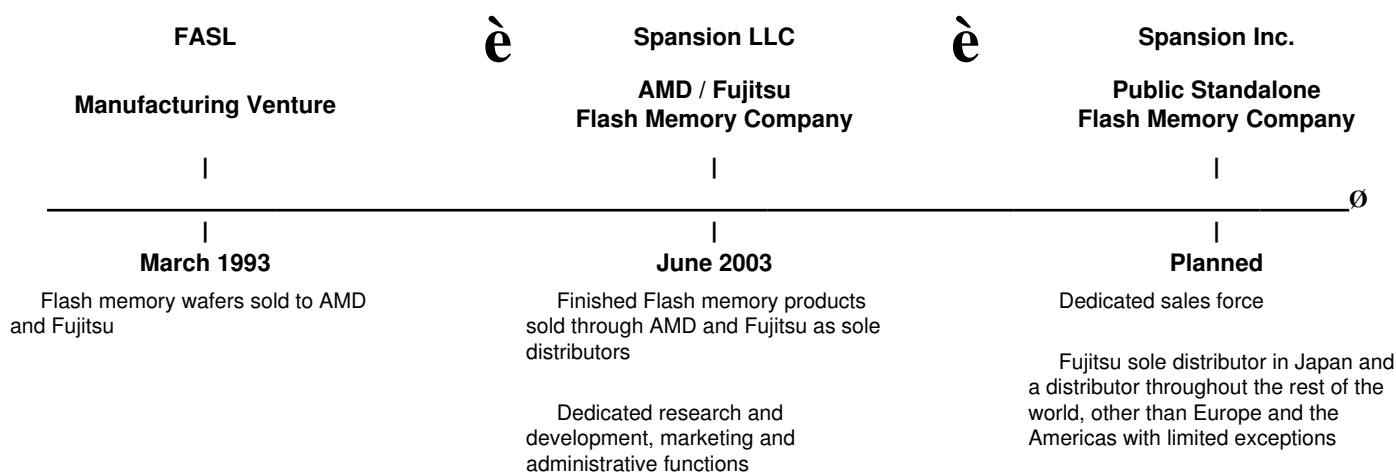 FASL è Spansion LLC è Spansion Inc.
Manufacturing Venture
AMD / Fujitsu
Flash Memory Company
Public Standalone
Flash Memory Company
| | |
ø
| | |
March 1993
Flash memory wafers sold to AMD
and Fujitsu
June 2003
Finished Flash memory products
sold through AMD and Fujitsu as sole
distributors
Dedicated research and
development, marketing and
administrative functions
Planned
Dedicated sales force
Fujitsu sole distributor in Japan and
a distributor throughout the rest of the
world, other than Europe and the
Americas with limited exceptions